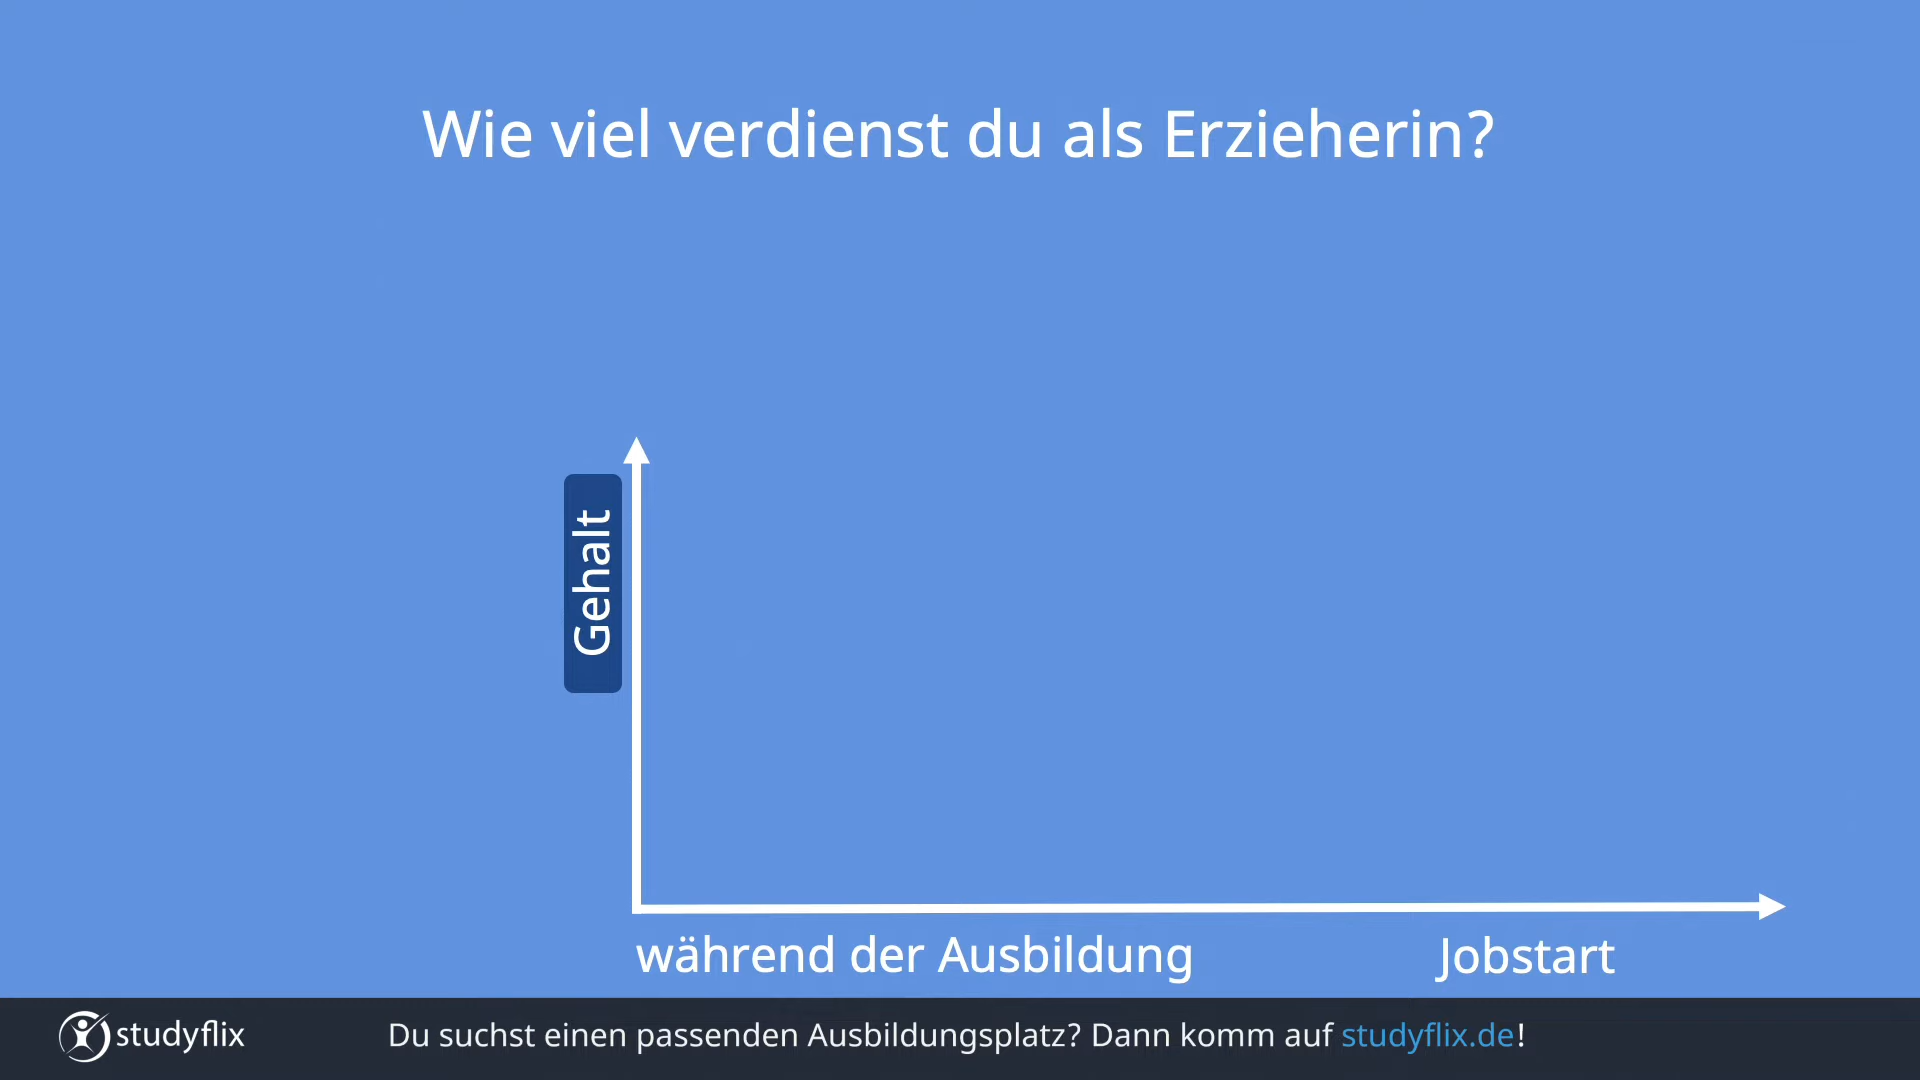 Wie viel verdienst du als Erzieherin?
Gehalt
während der Ausbildung
Jobstart
studyflix
Du suchst einen passenden Ausbildungsplatz? Dann komm auf studyflix.de!